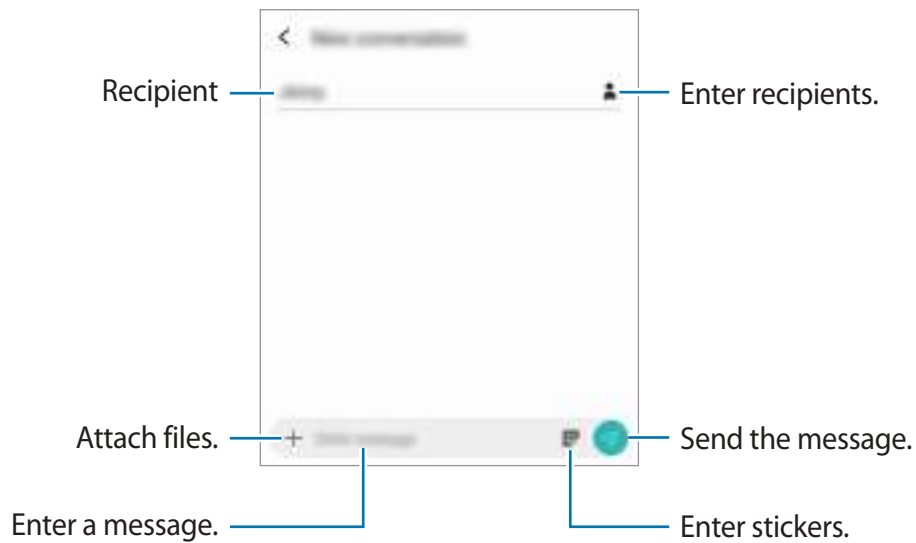 Recipient
Enter recipients.
Attach files.
Send the message.
Enter a message.
Enter stickers.